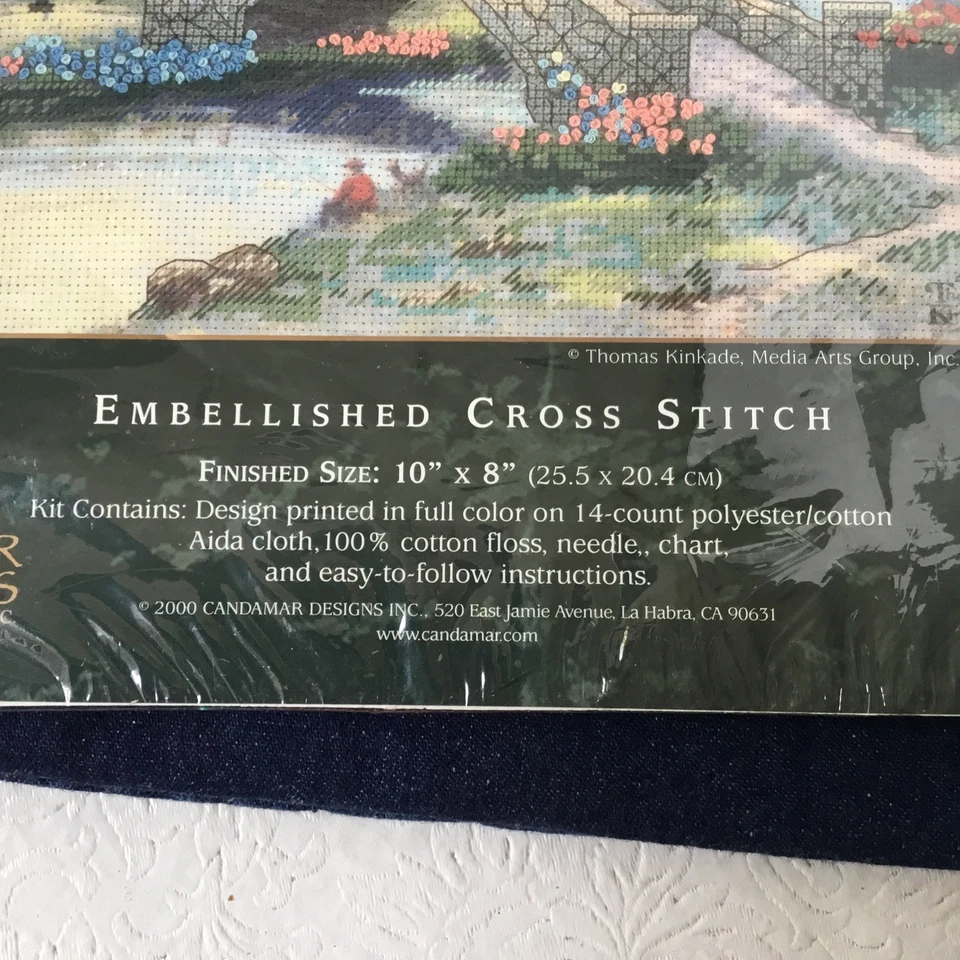 © Thomas Kinkade, Media Arts Group, Inc.
EMBELLISHED CROSS STITCH
FINISHED SIZE: 10” x 8” (25.5 x 20.4 CM)
Kit Contains: Design printed in full color on 14-count polyester/cotton
Aida cloth,100% cotton floss, needle,, chart,
and easy-to-follow instructions.
© 2000 CANDAMAR DESIGNS INC., 520 East Jamie Avenue, La Habra, CA 90631
www.candamar.com
R
S
C